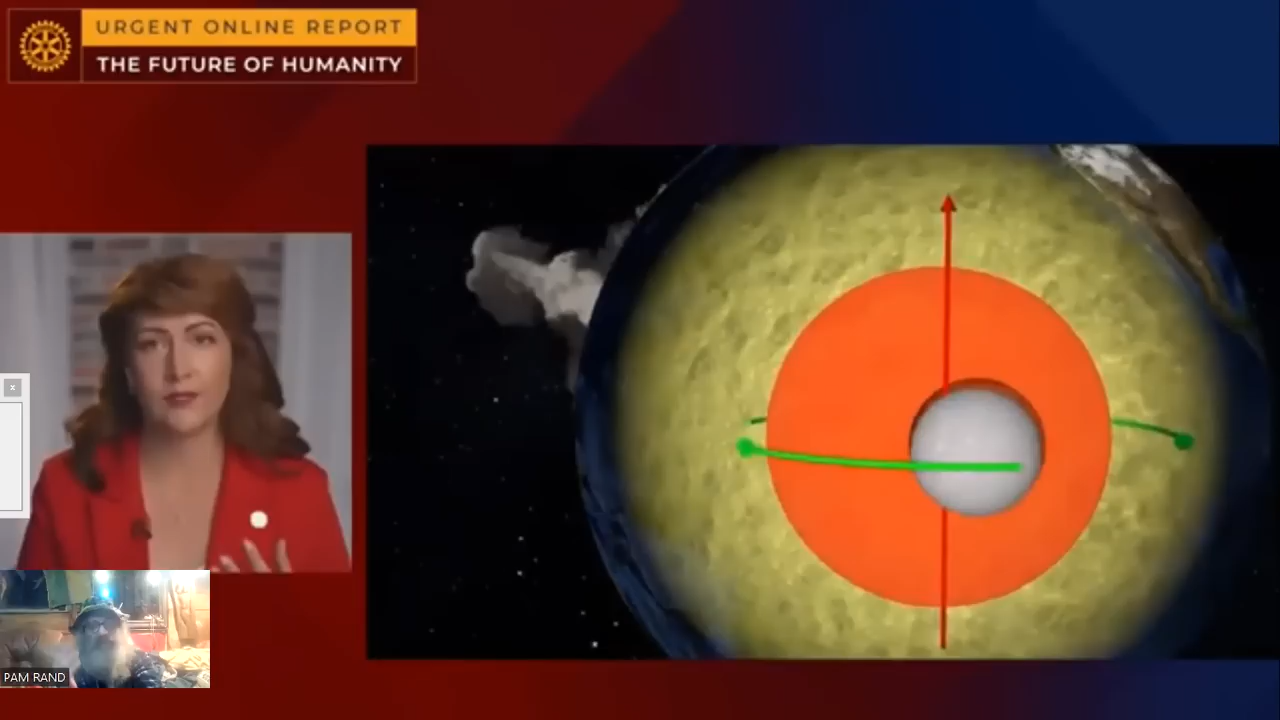 URGENT ONLINE REPORT
THE FUTURE OF HUMANITY
x
PAM RAND